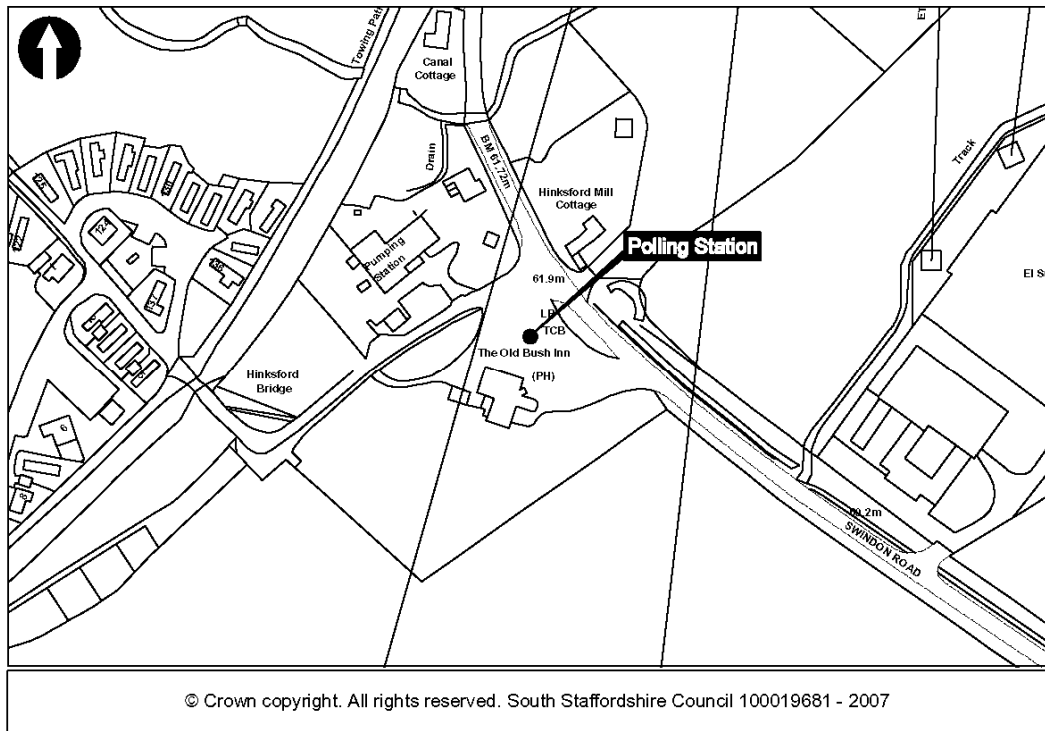 Towing Path
Canal
Cottage
BM 61.72m
Drain
Track
Hinksford Mill
Cottage
Polling Station
Pumping
Station
61.9m
El S
TCB
The Old Bush Inn
(PH)
Hinksford
Bridge
124
SWINDON ROAD
© Crown copyright. All rights reserved. South Staffordshire Council 100019681 - 2007